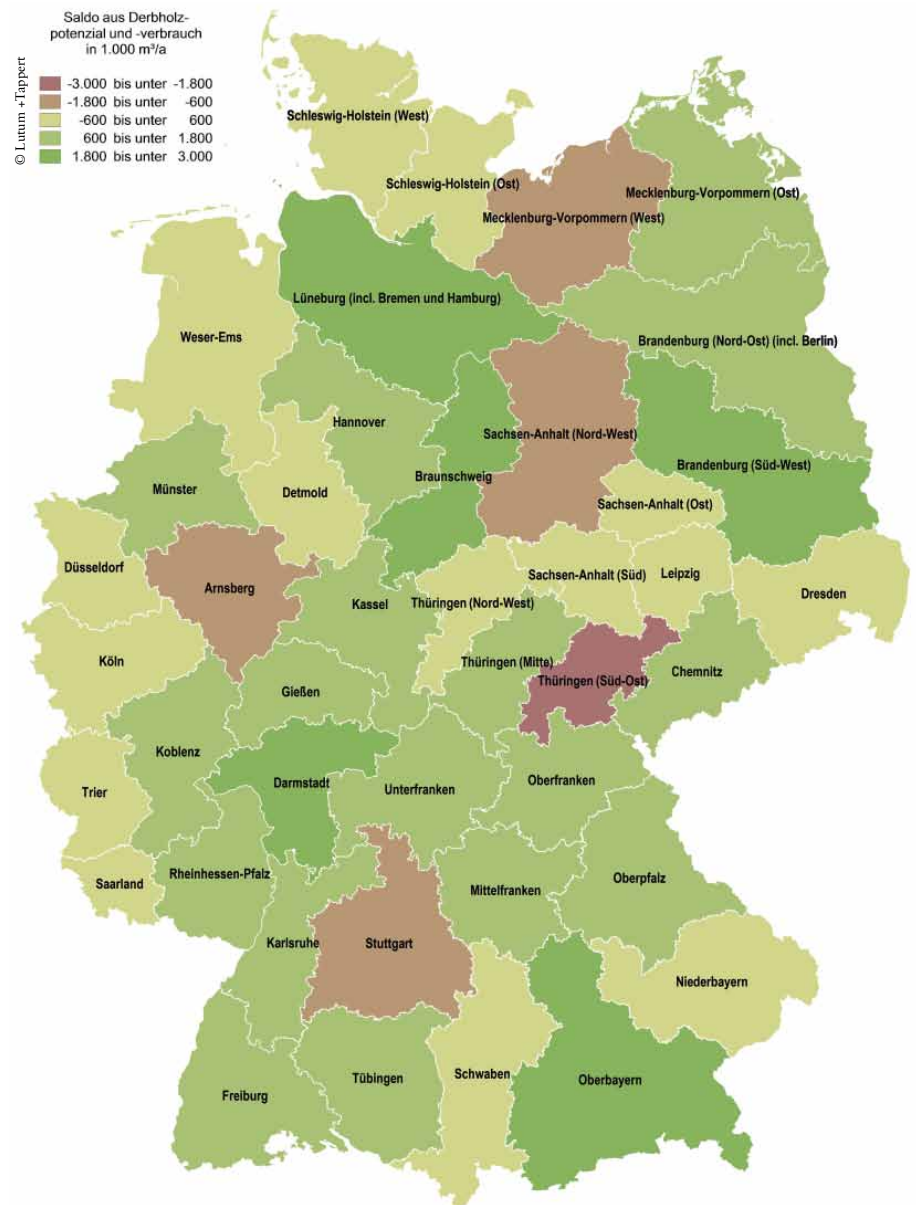 Saldo aus Derbholz-
potenzial und -verbrauch
in 1.000 m³/a
-3.000 bis unter -1.800
-1.800 bis unter -600
-600 bis unter 600
600 bis unter 1.800
1.800 bis unter 3.000
© Lutum +Tappert
Schleswig-Holstein (West)
Schleswig-Holstein (Ost)
Mecklenburg-Vorpommern (Ost)
Mecklenburg-Vorpommern (West)
Lüneburg (incl. Bremen und Hamburg)
Weser-Ems
Brandenburg (Nord-Ost) (incl. Berlin)
Hannover
Sachsen-Anhalt (Nord-West)
Brandenburg (Süd-West)
Braunschweig
Münster
Detmold
Sachsen-Anhalt (Ost)
Düsseldorf
Arnsberg
Kassel
Thüringen (Nord-West)
Sachsen-Anhalt (Süd)
Leipzig
Dresden
Köln
Thüringen (Mitte)
Thüringen (Süd-Ost)
Chemnitz
Gießen
Koblenz
Darmstadt
Unterfranken
Oberfranken
Trier
Saarland
Rheinhessen-Pfalz
Mittelfranken
Oberpfalz
Karlsruhe
Stuttgart
Niederbayern
Freiburg
Tübingen
Schwaben
Oberbayern